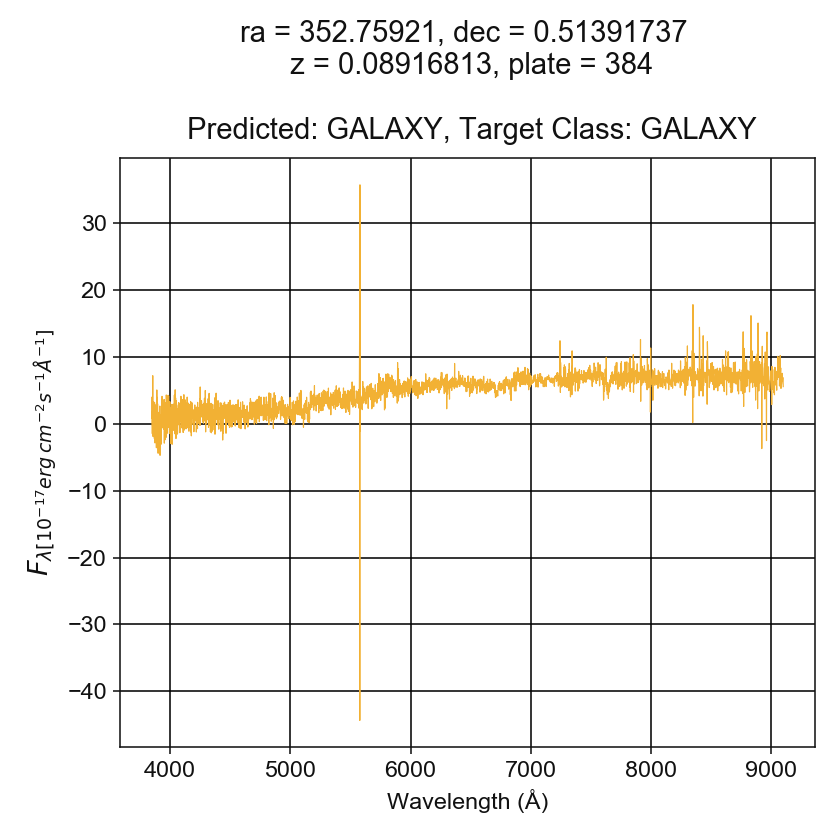 ra = 352.75921, dec = 0.51391737
z = 0.08916813, plate = 384
Predicted: GALAXY, Target Class: GALAXY
30
20
10
0
−10
−20
−30
−40
F_λ[10⁻¹⁷erg cm⁻²s⁻¹Å⁻¹]
4000 5000 6000 7000 8000 9000
Wavelength (Å)